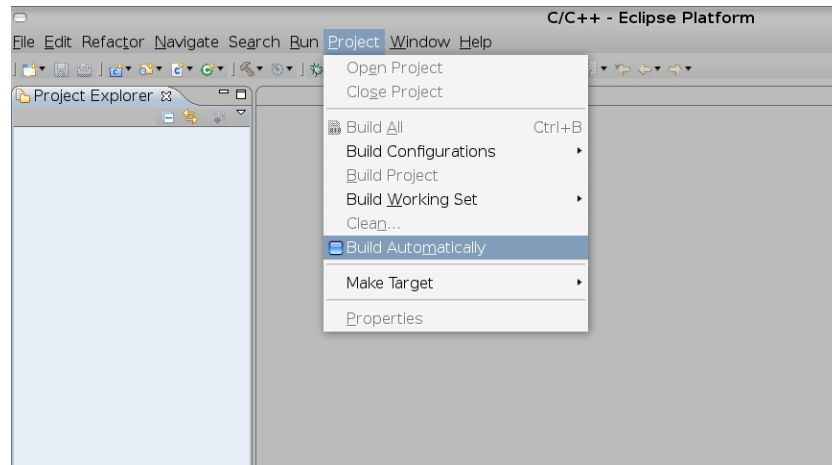 C/C++ - Eclipse Platform
File Edit Refactor Navigate Search Run Project Window Help
Project Explorer
Open Project
Close Project
Build All Ctrl+B
Build Configurations
Build Project
Build Working Set
Clean...
Build Automatically
Make Target
Properties